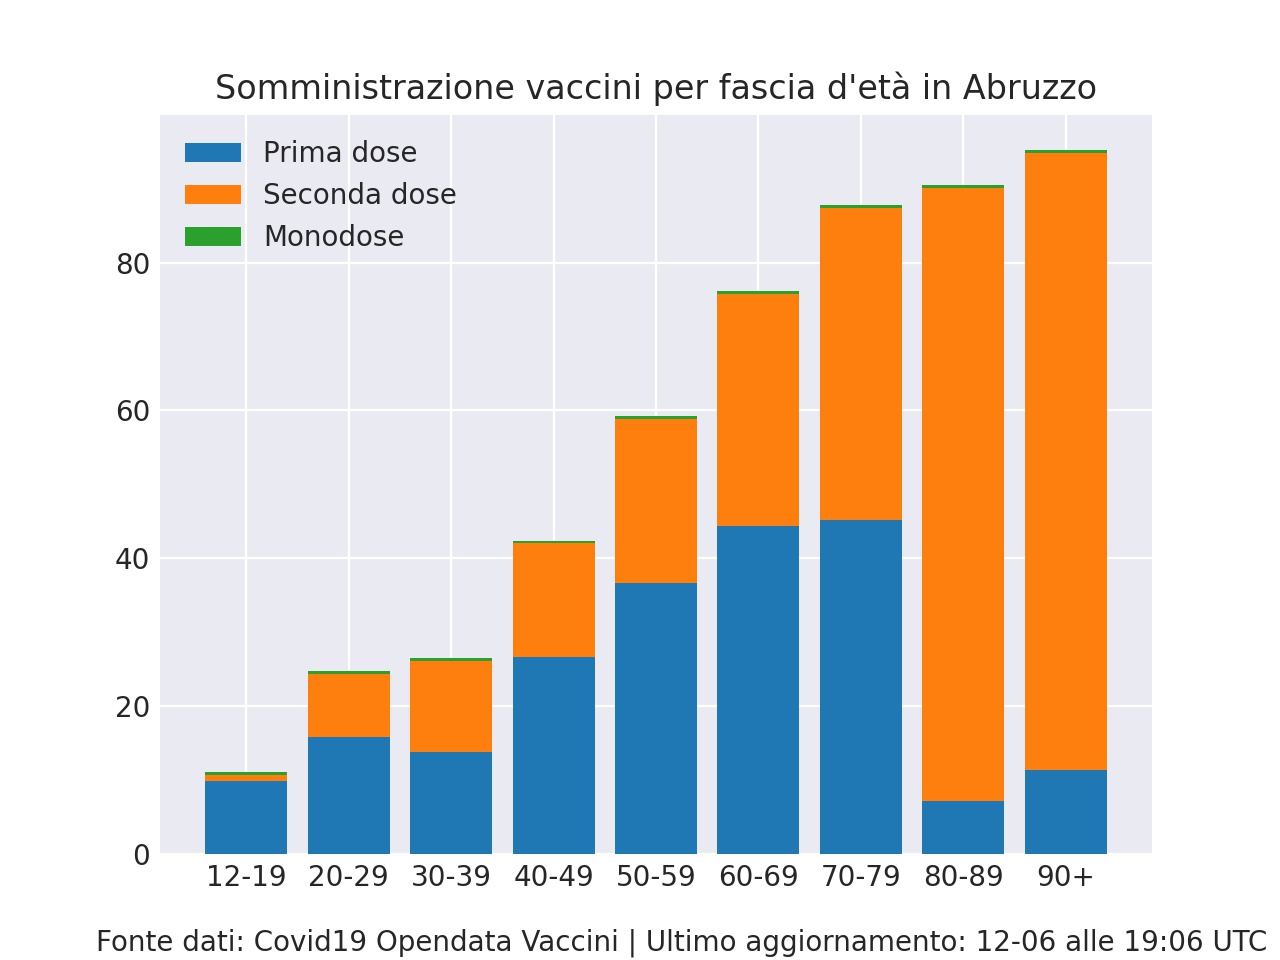 Somministrazione vaccini per fascia d'età in Abruzzo
Prima dose
Seconda dose
Monodose
80
60
40
20
0
12-19 20-29 30-39 40-49 50-59 60-69 70-79 80-89 90+
Fonte dati: Covid19 Opendata Vaccini | Ultimo aggiornamento: 12-06 alle 19:06 UTC